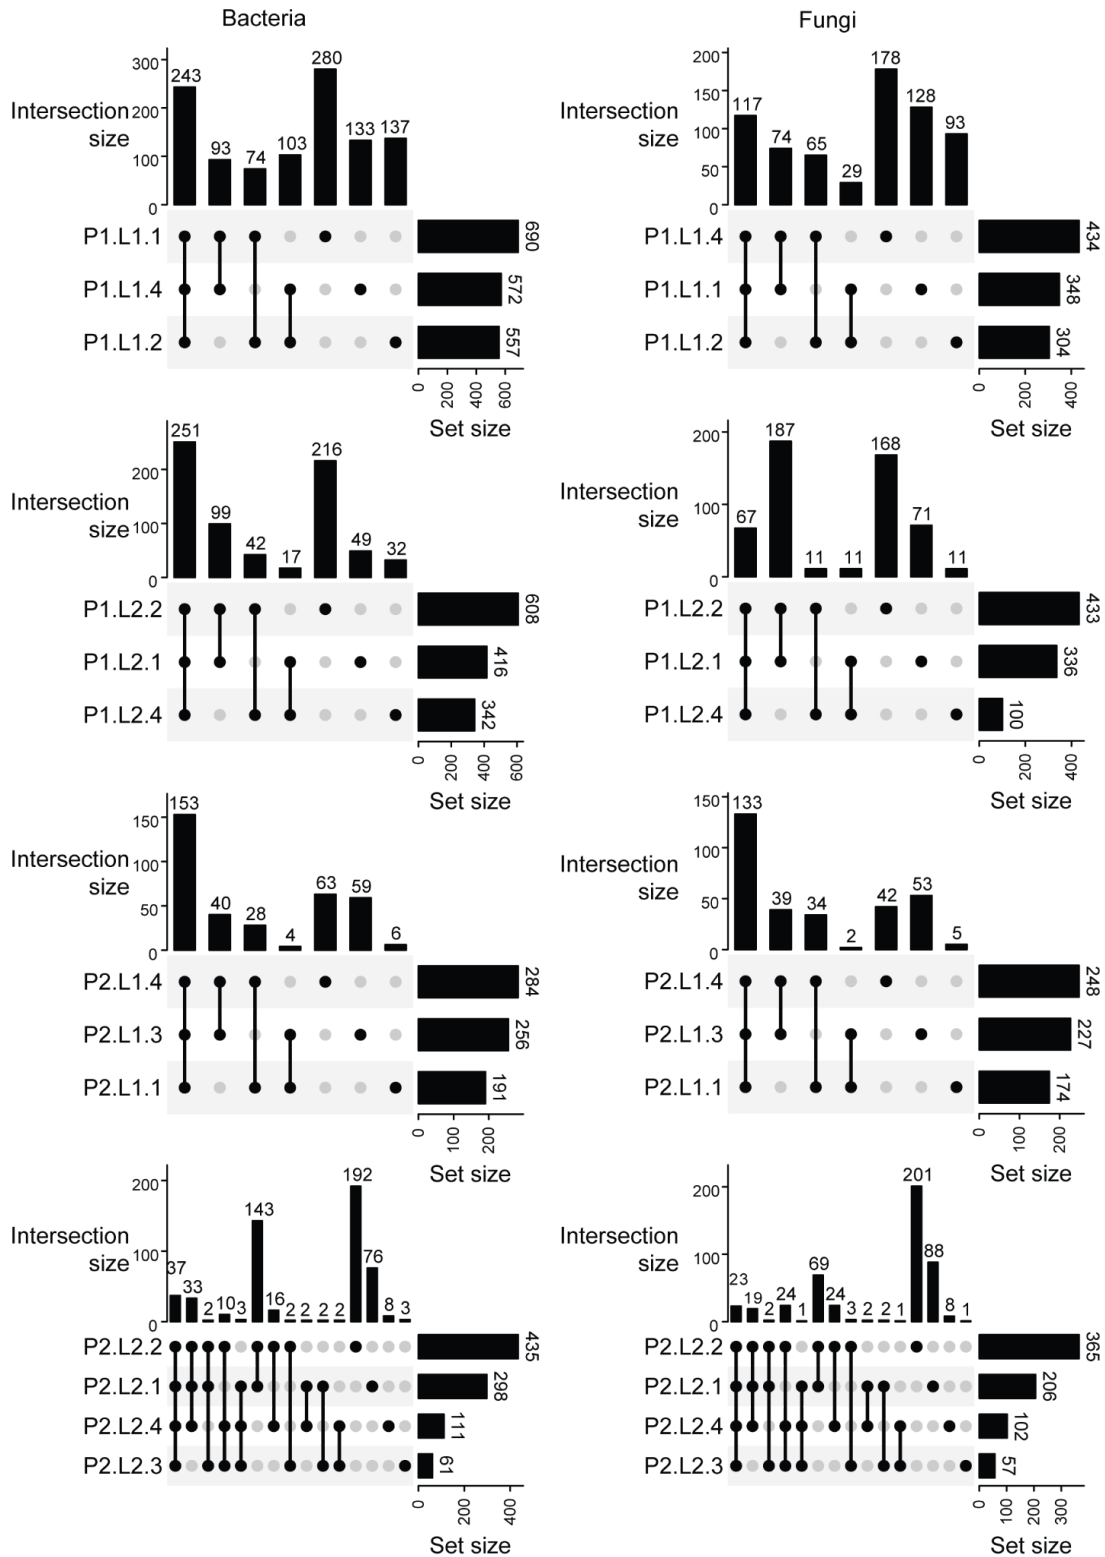 Bacteria
300
200
100
0
Intersection
size
243 93 74 103 280 133 137
P1.L1.1
P1.L1.4
P1.L1.2
690
572
557
0 200 400 600
Set size
Fungi
200
150
100
50
0
Intersection
size
117 74 65 29 178 128 93
P1.L1.4
P1.L1.1
P1.L1.2
434
348
304
0 200 400
Set size
200
100
0
Intersection
size
251 99 42 17 216 49 32
P1.L2.2
P1.L2.1
P1.L2.4
608
416
342
0 200 400 600
Set size
200
100
0
Intersection
size
67 187 11 11 168 71 11
P1.L2.2
P1.L2.1
P1.L2.4
433
336
100
0 200 400
Set size
150
100
50
0
Intersection
size
153 40 28 4 63 59 6
P2.L1.4
P2.L1.3
P2.L1.1
284
256
191
0 100 200
Set size
150
100
50
0
Intersection
size
133 39 34 2 42 53 5
P2.L1.4
P2.L1.3
P2.L1.1
248
227
174
0 100 200
Set size
200
100
0
Intersection
size
37 33 2 10 3 143 16 2 2 2 2 192 76 8 3
P2.L2.2
P2.L2.1
P2.L2.4
P2.L2.3
435
298
111
61
0 200 400
Set size
200
100
0
Intersection
size
23 19 2 24 1 69 24 3 2 2 1 201 88 8 1
P2.L2.2
P2.L2.1
P2.L2.4
P2.L2.3
365
206
102
57
0 100 200 300
Set size